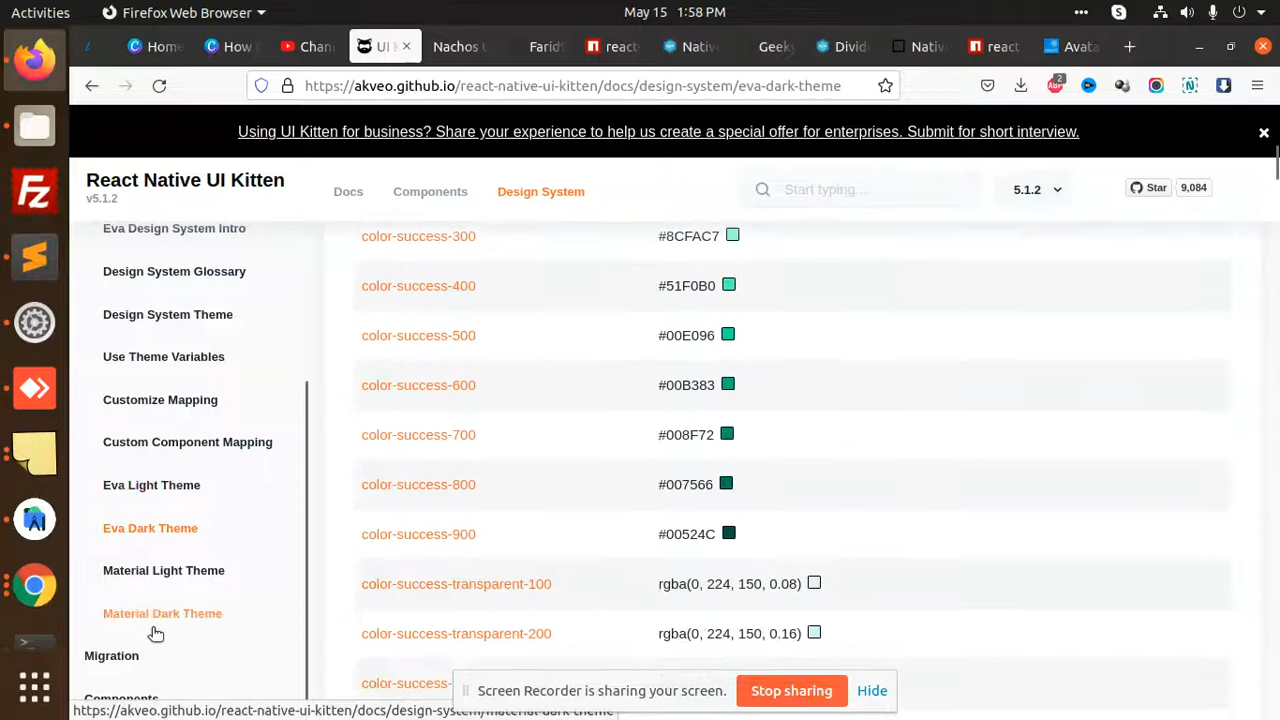 Activities Firefox Web Browser May 15 1:58 PM
Home How Chan UI K Nachos U Farids react- Native Geeky Divide Nativ react Avata
https://akveo.github.io/react-native-ui-kitten/docs/design-system/eva-dark-theme
2
Using UI Kitten for business? Share your experience to help us create a special offer for enterprises. Submit for short interview.
React Native UI Kitten
v5.1.2
Docs Components Design System Start typing... 5.1.2 Star 9,084
Eva Design System Intro
Design System Glossary
Design System Theme
Use Theme Variables
Customize Mapping
Custom Component Mapping
Eva Light Theme
Eva Dark Theme
Material Light Theme
Material Dark Theme
Migration
Components
color-success-300 #8CFAC7
color-success-400 #51F0B0
color-success-500 #00E096
color-success-600 #00B383
color-success-700 #008F72
color-success-800 #007566
color-success-900 #00524C
color-success-transparent-100 rgba(0, 224, 150, 0.08)
color-success-transparent-200 rgba(0, 224, 150, 0.16)
color-success-
Screen Recorder is sharing your screen. Stop sharing Hide
https://akveo.github.io/react-native-ui-kitten/docs/design-system/material-dark-theme